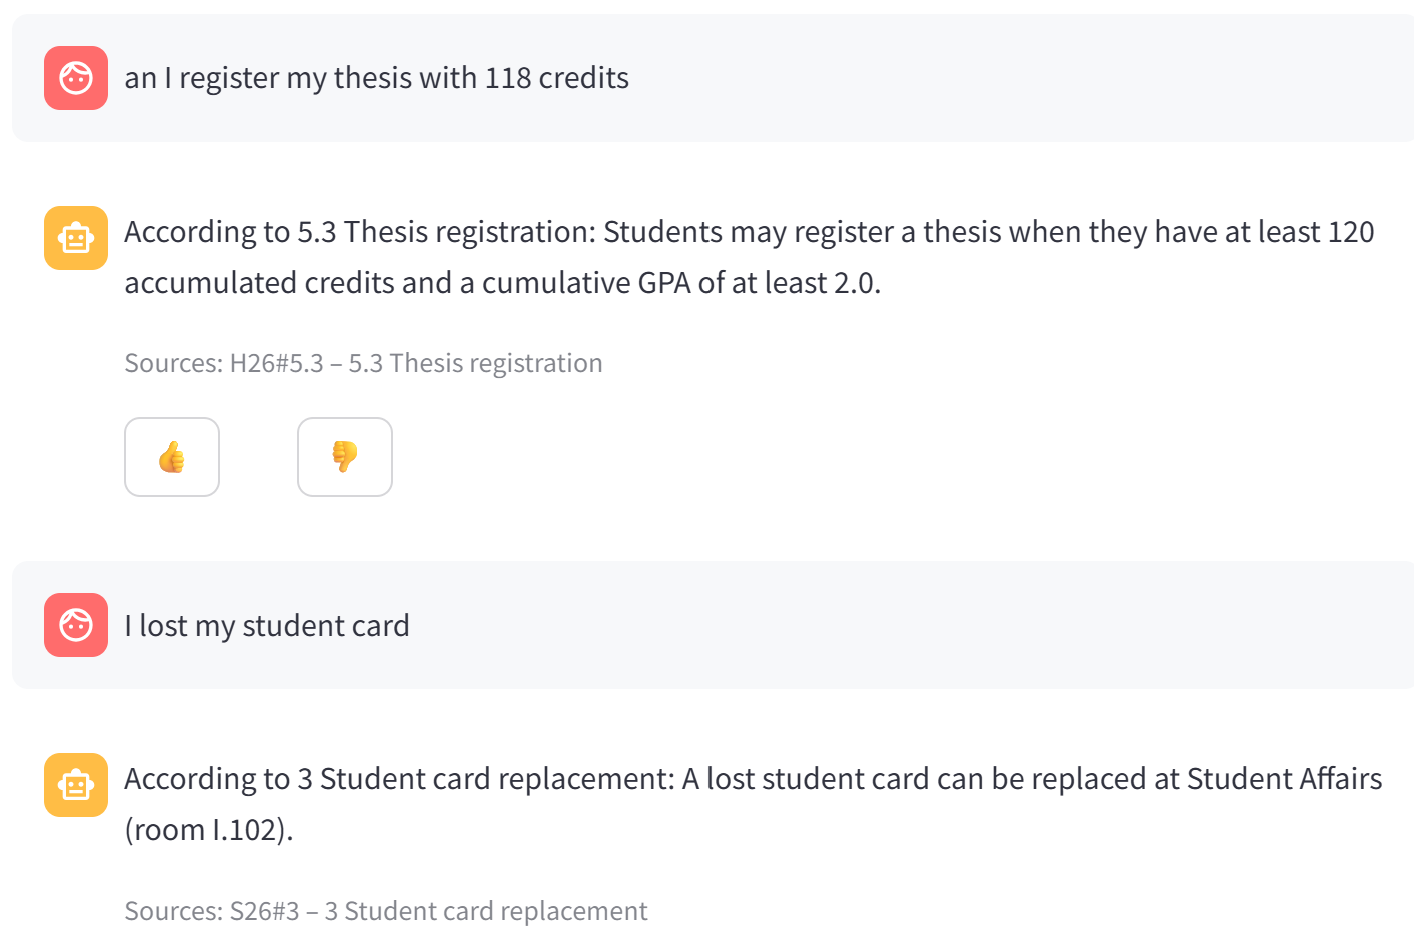 an I register my thesis with 118 credits
According to 5.3 Thesis registration: Students may register a thesis when they have at least 120
accumulated credits and a cumulative GPA of at least 2.0.
Sources: H26#5.3 – 5.3 Thesis registration
I lost my student card
According to 3 Student card replacement: A lost student card can be replaced at Student Affairs
(room I.102).
Sources: S26#3 – 3 Student card replacement